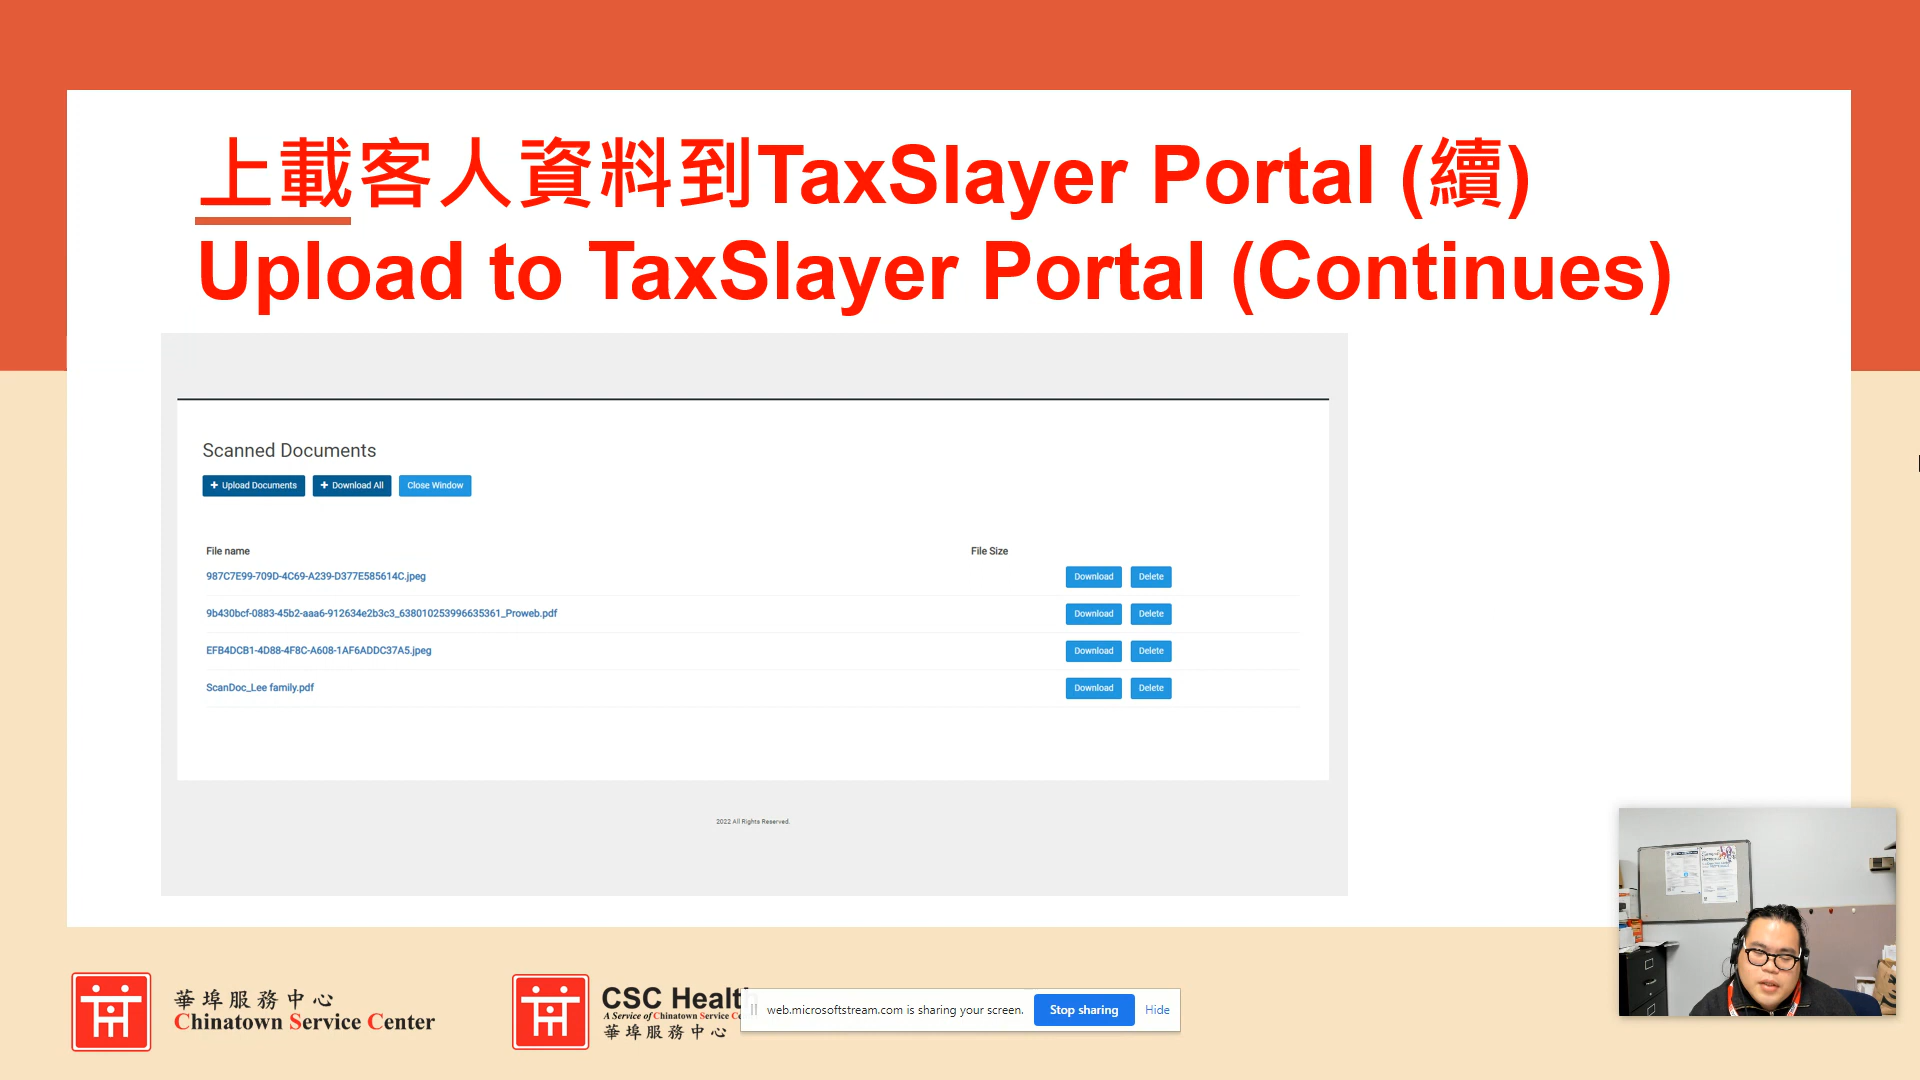 上載客人資料到TaxSlayer Portal (續)
Upload to TaxSlayer Portal (Continues)
Scanned Documents
+ Upload Documents + Download All Close Window
File name File Size
987C7E99-709D-4C69-A239-D377E585614C.jpeg Download Delete
9b430bcf-0883-45b2-aaa6-912634e2b3c3_638010253996635361_Proweb.pdf Download Delete
EFB4DCB1-4D88-4F8C-A608-1AF6ADDC37A5.jpeg Download Delete
ScanDoc_Lee family.pdf Download Delete
2022 All Rights Reserved.
華埠服務中心
Chinatown Service Center
CSC Health
A Service of Chinatown Service
華埠服務中心
web.microsoftstream.com is sharing your screen. Stop sharing Hide